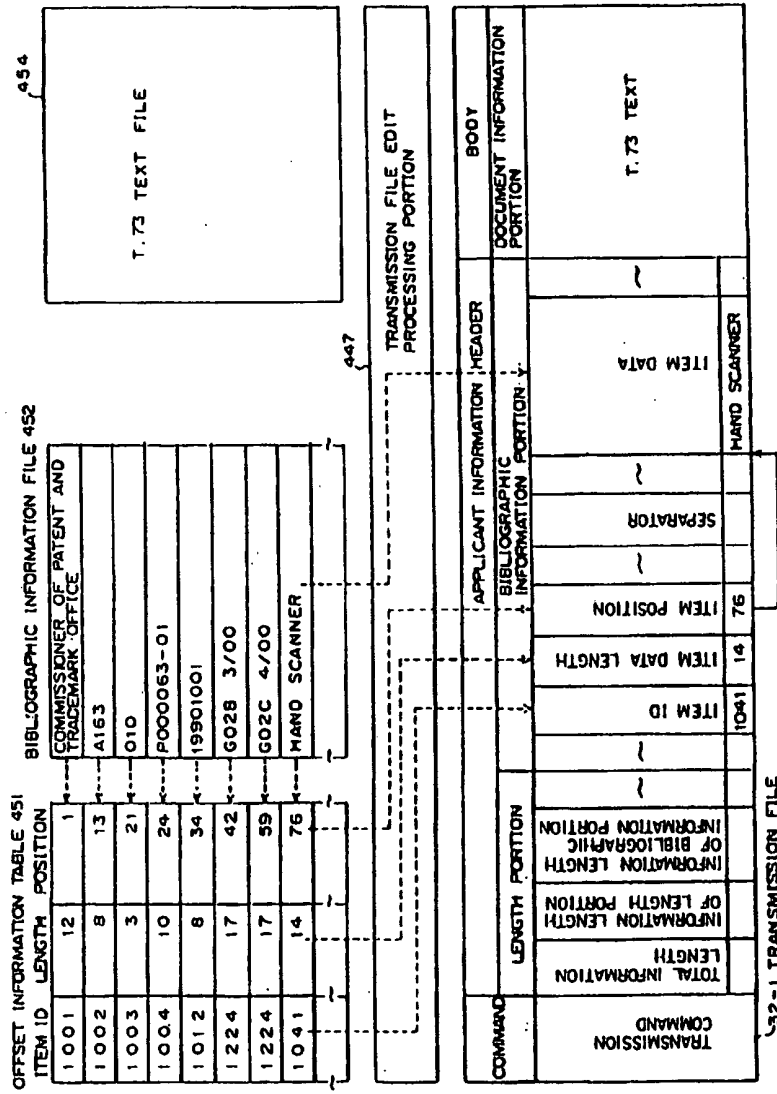 454
T.73 TEXT FILE
BIBLIOGRAPHIC INFORMATION FILE 452
COMMISSIONER OF PATENT AND
TRADEMARK OFFICE
A163
010
P000063-01
19901001
G02B 3/00
G02C 4/00
HAND SCANNER
OFFSET INFORMATION TABLE 451
ITEM ID LENGTH POSITION
1001 12 1
1002 8 13
1003 3 21
1004 10 24
1012 8 34
1224 17 42
1224 17 59
1041 14 76
447
TRANSMISSION FILE EDIT
PROCESSING PORTION
COMMAND
APPLICANT INFORMATION HEADER
BODY
LENGTH PORTION
BIBLIOGRAPHIC
INFORMATION PORTION
DOCUMENT INFORMATION
PORTION
TRANSMISSION
COMMAND
TOTAL INFORMATION
LENGTH
INFORMATION LENGTH
OF LENGTH PORTION
INFORMATION LENGTH
OF BIBLIOGRAPHIC
INFORMATION PORTION
~
~
ITEM ID
ITEM DATA LENGTH
ITEM POSITION
~
SEPARATOR
~
ITEM DATA
~
T.73 TEXT
1041 14 76 HAND SCANNER
32-1 TRANSMISSION FILE